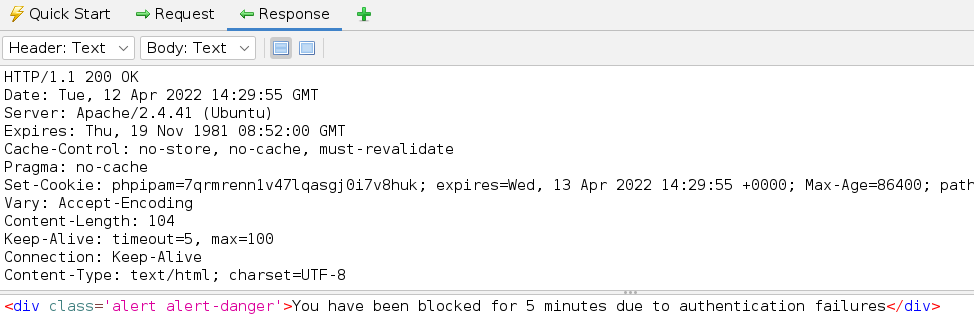 Quick Start Request Response
Header: Text Body: Text
HTTP/1.1 200 OK
Date: Tue, 12 Apr 2022 14:29:55 GMT
Server: Apache/2.4.41 (Ubuntu)
Expires: Thu, 19 Nov 1981 08:52:00 GMT
Cache-Control: no-store, no-cache, must-revalidate
Pragma: no-cache
Set-Cookie: phpipam=7qrmrenn1v47lqasgj0i7v8huk; expires=Wed, 13 Apr 2022 14:29:55 +0000; Max-Age=86400; path
Vary: Accept-Encoding
Content-Length: 104
Keep-Alive: timeout=5, max=100
Connection: Keep-Alive
Content-Type: text/html; charset=UTF-8
<div class='alert alert-danger'>You have been blocked for 5 minutes due to authentication failures</div>